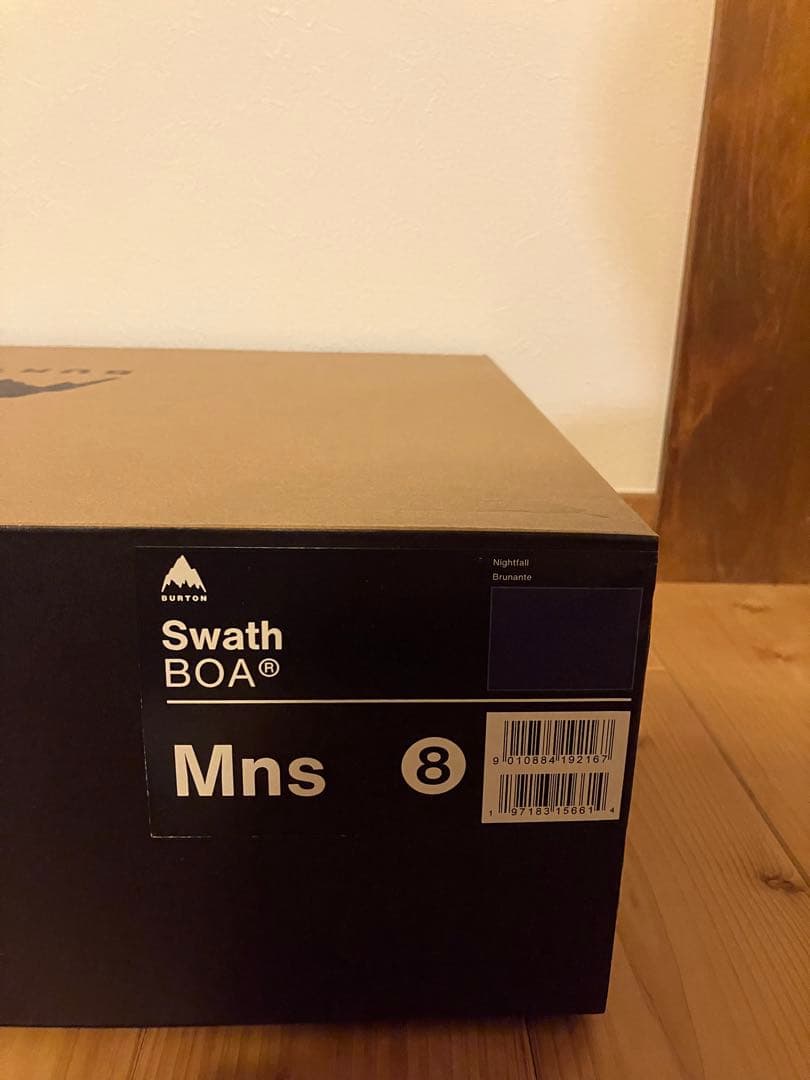 BURTON
Swath
BOA®
Nightfall
Brunante
Mns
8
9 010884 192167
1 97183 15661 4